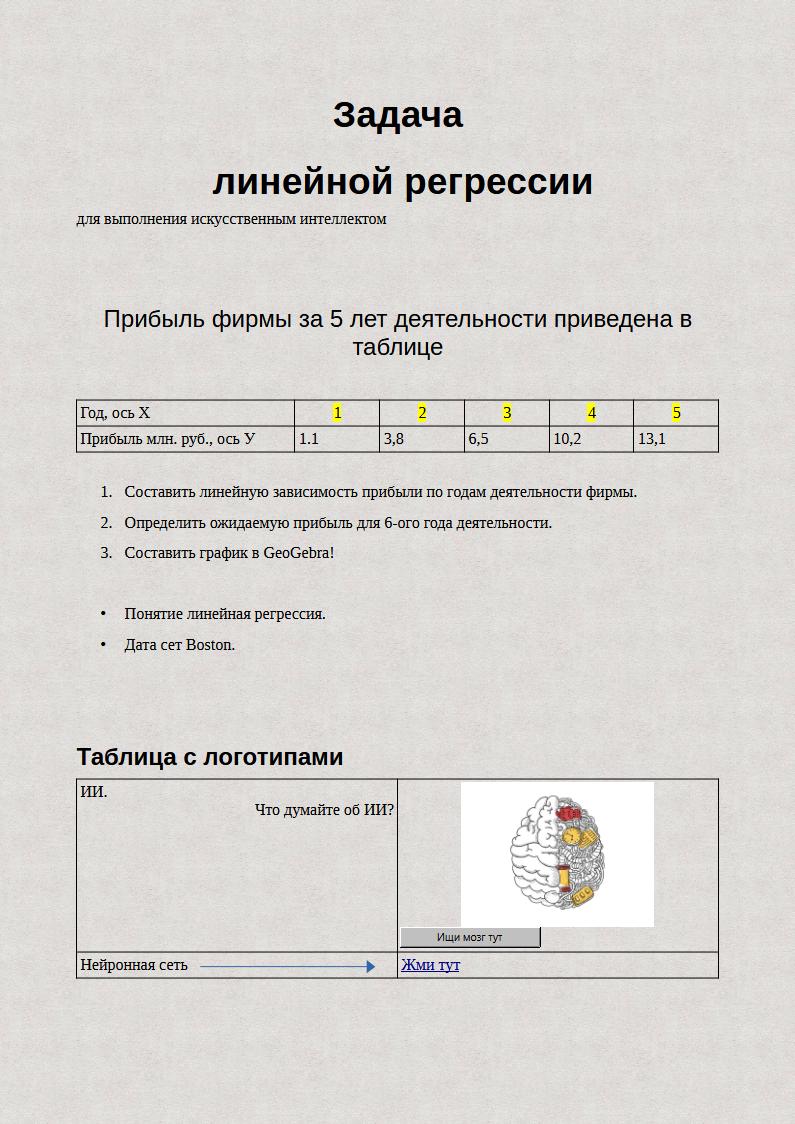 Задача
линейной регрессии
для выполнения искусственным интеллектом
Прибыль фирмы за 5 лет деятельности приведена в
таблице
Год, ось X 1 2 3 4 5
Прибыль млн. руб., ось У 1.1 3,8 6,5 10,2 13,1
1. Составить линейную зависимость прибыли по годам деятельности фирмы.
2. Определить ожидаемую прибыль для 6-ого года деятельности.
3. Составить график в GeoGebra!
• Понятие линейная регрессия.
• Дата сет Boston.
Таблица с логотипами
ИИ.
Что думайте об ИИ?
Ищи мозг тут
Нейронная сеть Жми тут